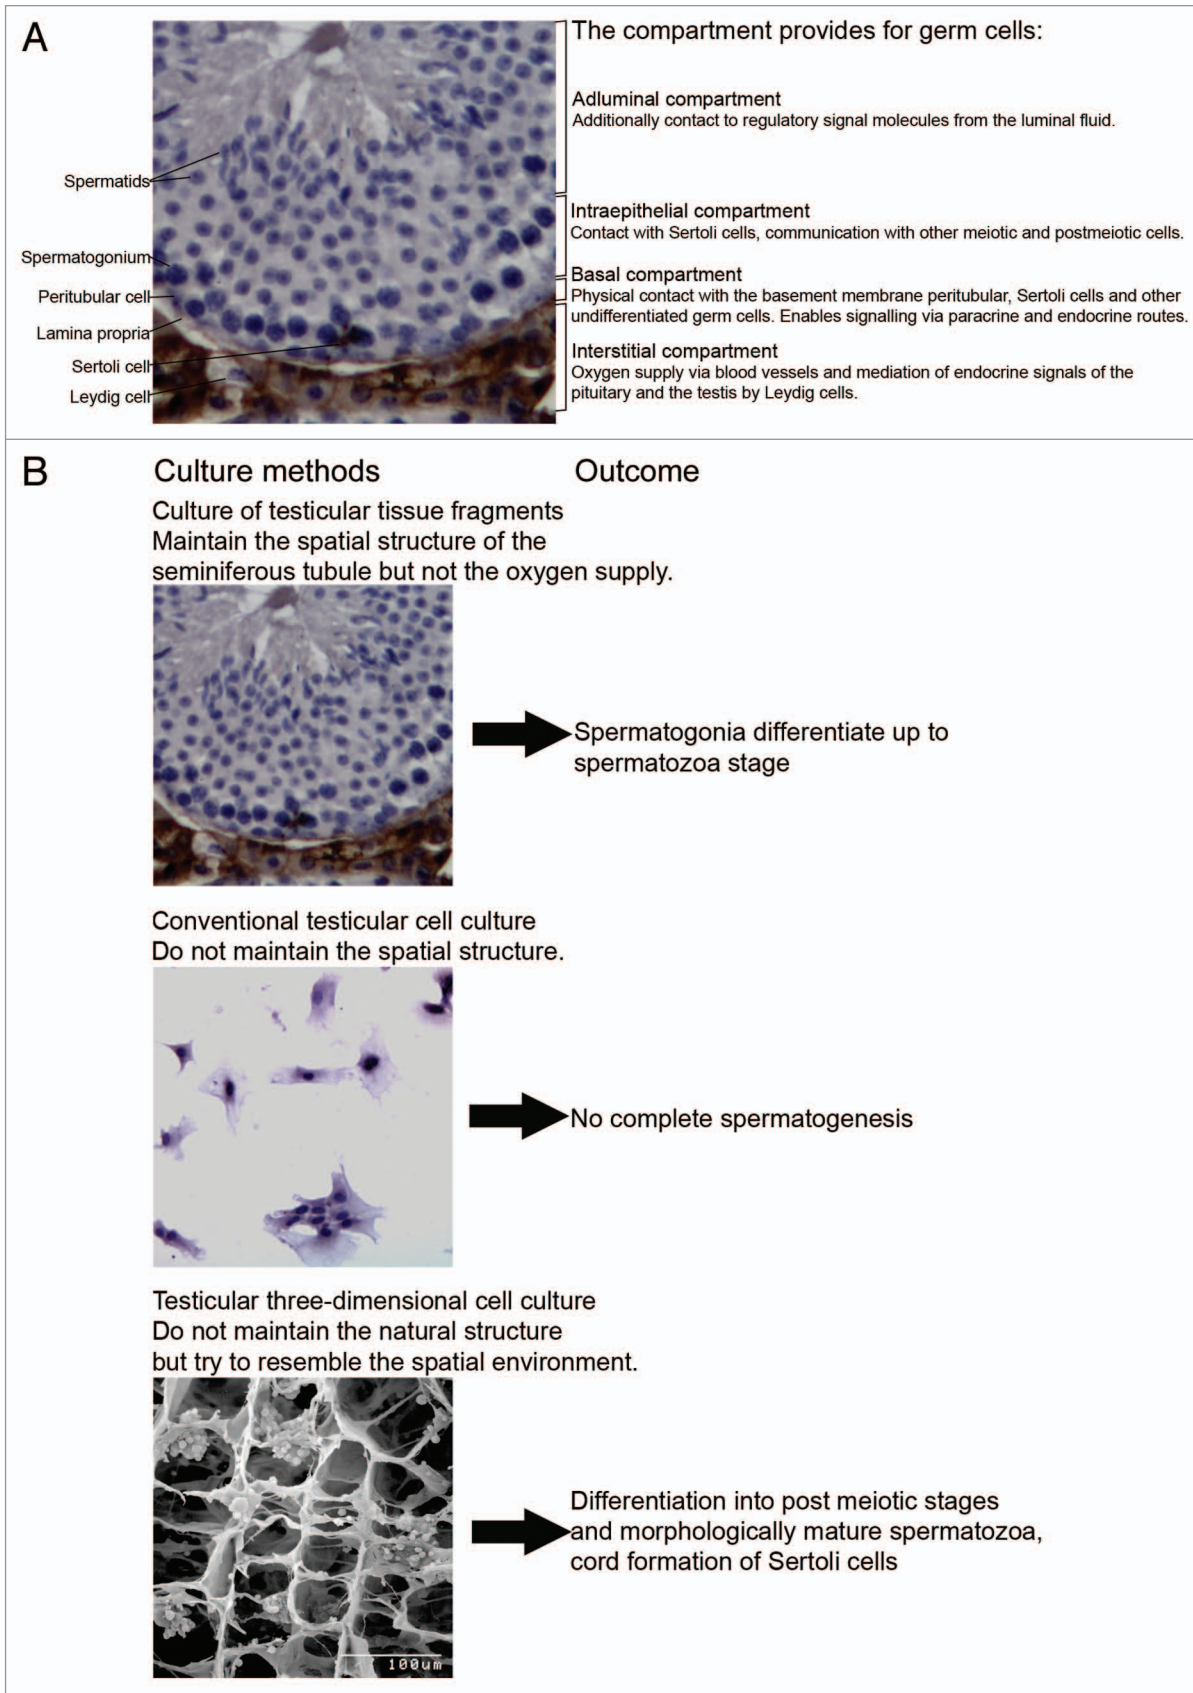 A
The compartment provides for germ cells:
Adluminal compartment
Additionally contact to regulatory signal molecules from the luminal fluid.
Intraepithelial compartment
Contact with Sertoli cells, communication with other meiotic and postmeiotic cells.
Basal compartment
Physical contact with the basement membrane peritubular, Sertoli cells and other
undifferentiated germ cells. Enables signalling via paracrine and endocrine routes.
Interstitial compartment
Oxygen supply via blood vessels and mediation of endocrine signals of the
pituitary and the testis by Leydig cells.
Spermatids
Spermatogonium
Peritubular cell
Lamina propria
Sertoli cell
Leydig cell
B
Culture methods
Outcome
Culture of testicular tissue fragments
Maintain the spatial structure of the
seminiferous tubule but not the oxygen supply.
Spermatogonia differentiate up to
spermatozoa stage
Conventional testicular cell culture
Do not maintain the spatial structure.
No complete spermatogenesis
Testicular three-dimensional cell culture
Do not maintain the natural structure
but try to resemble the spatial environment.
Differentiation into post meiotic stages
and morphologically mature spermatozoa,
cord formation of Sertoli cells
100um